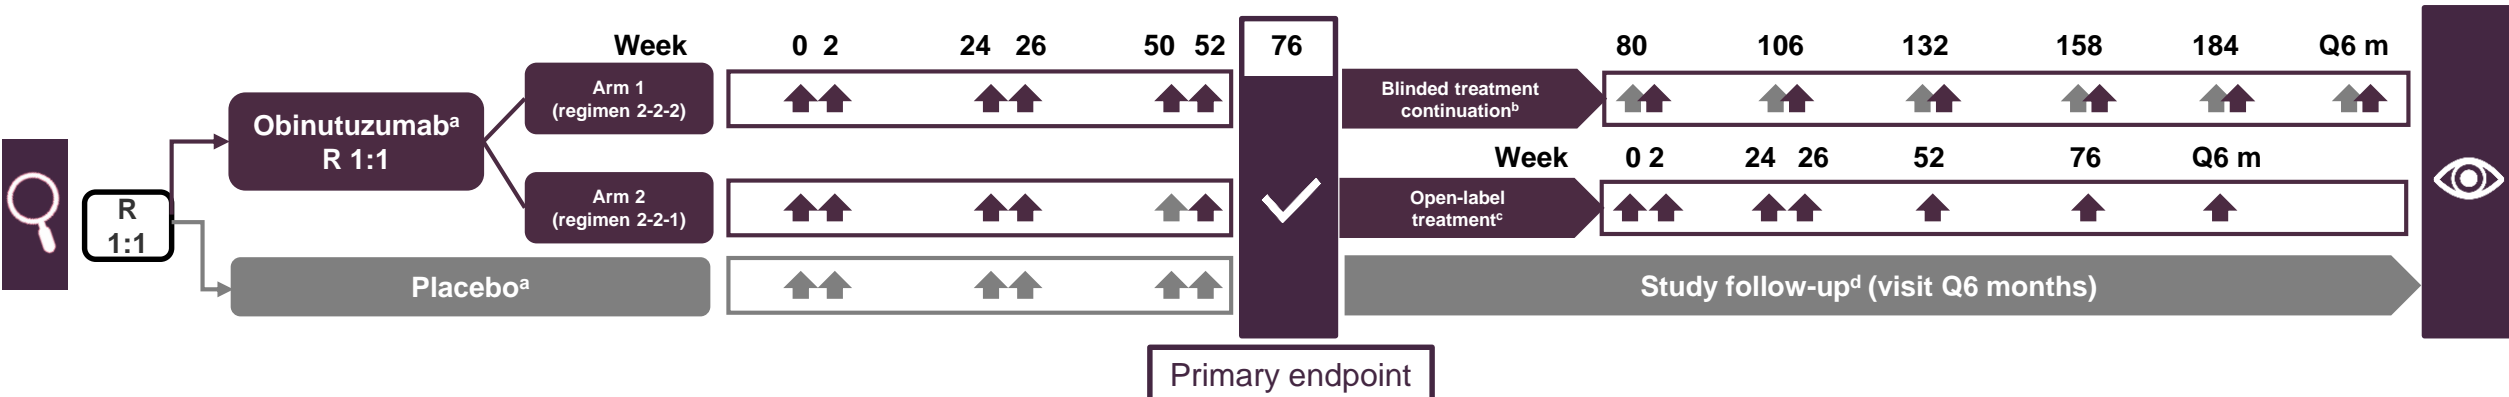 Week 0 2 24 26 50 52 76 80 106 132 158 184 Q6 m
Arm 1
(regimen 2-2-2)
Blinded treatment
continuationᵇ
Obinutuzumabᵃ
R 1:1
Week 0 2 24 26 52 76 Q6 m
Arm 2
(regimen 2-2-1)
Open-label
treatmentᶜ
R
1:1
Placeboᵃ
Study follow-upᵈ (visit Q6 months)
Primary endpoint